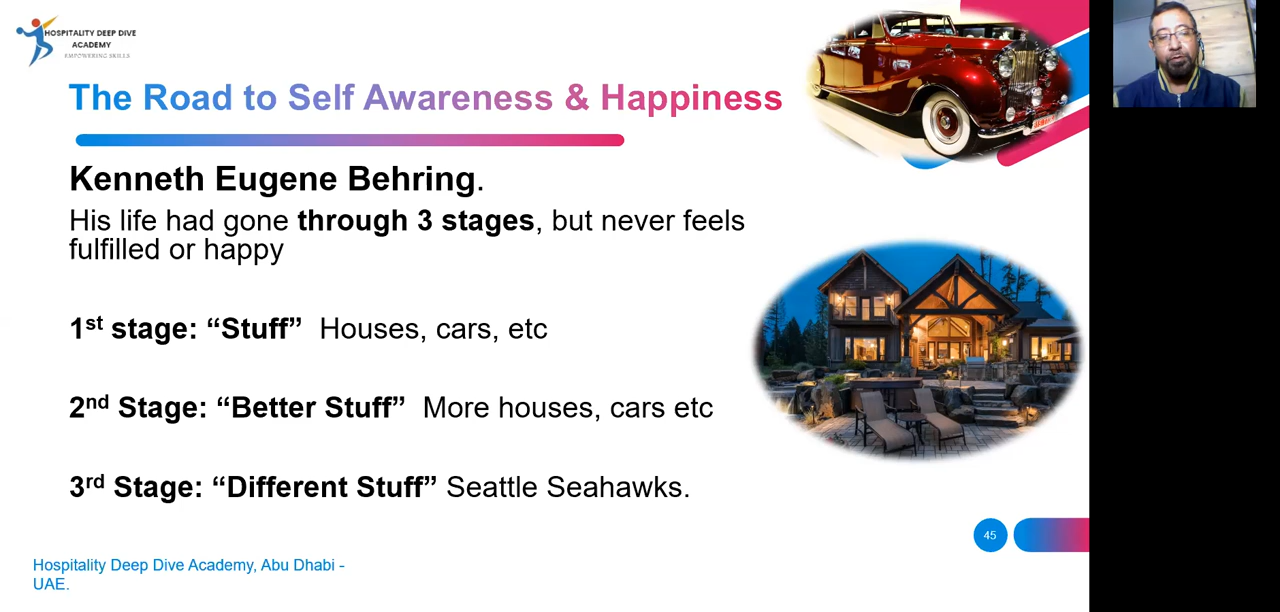 HOSPITALITY DEEP DIVE
ACADEMY
EMPOWERING SKILLS
The Road to Self Awareness & Happiness
Kenneth Eugene Behring.
His life had gone through 3 stages, but never feels
fulfilled or happy
1st stage: “Stuff” Houses, cars, etc
2nd Stage: “Better Stuff” More houses, cars etc
3rd Stage: “Different Stuff” Seattle Seahawks.
45
Hospitality Deep Dive Academy, Abu Dhabi -
UAE.